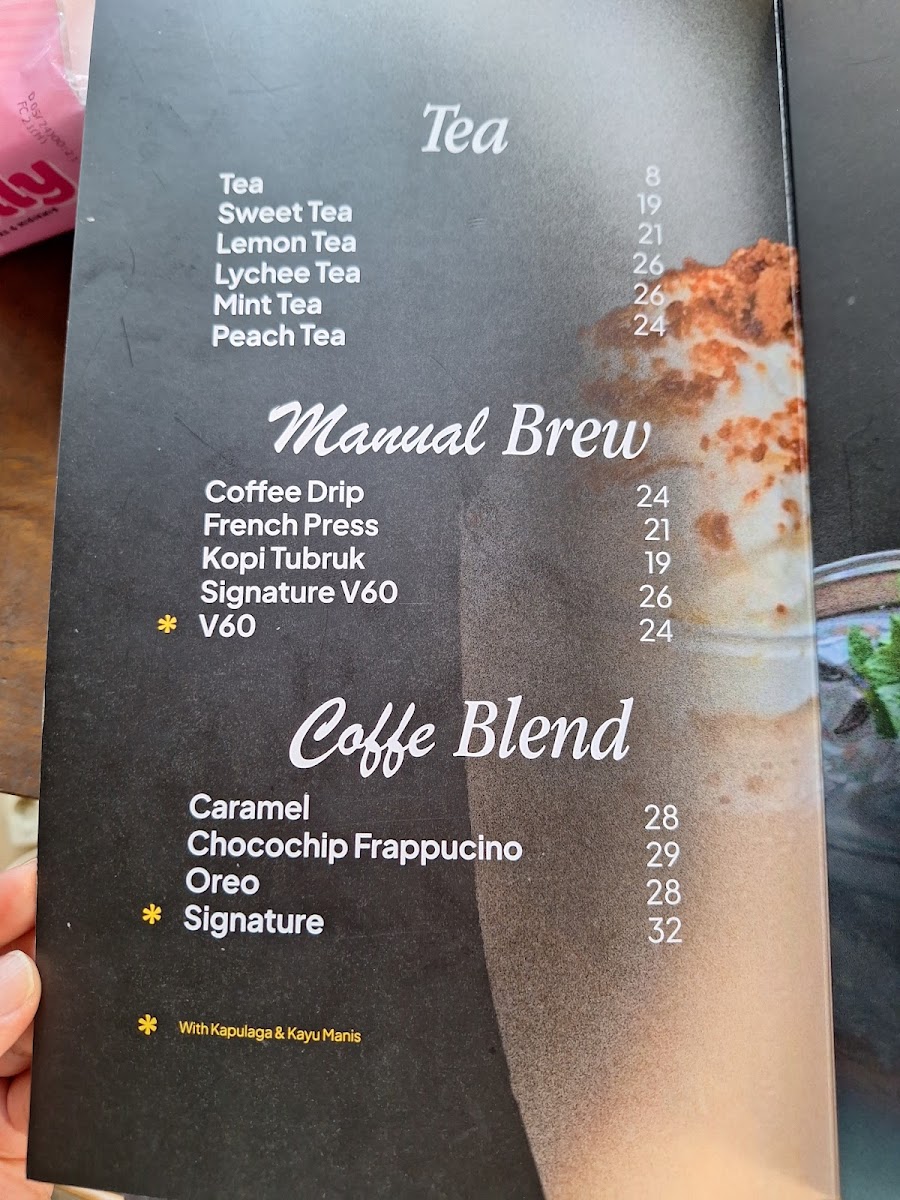 Tea
Tea 8
Sweet Tea 19
Lemon Tea 21
Lychee Tea 26
Mint Tea 26
Peach Tea 24
Manual Brew
Coffee Drip 24
French Press 21
Kopi Tubruk 19
Signature V60 26
* V60 24
Coffe Blend
Caramel 28
Chocochip Frappucino 29
Oreo 28
* Signature 32
* With Kapulaga & Kayu Manis